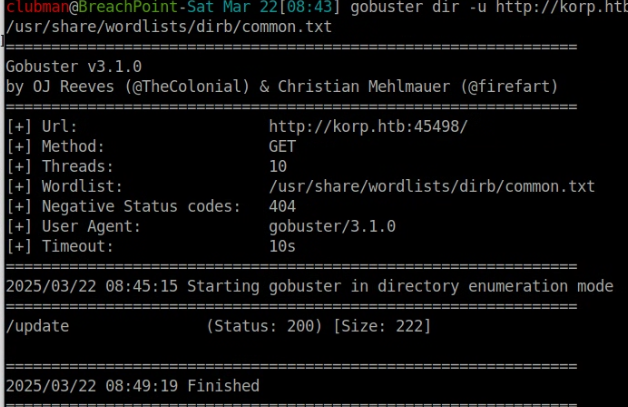 clubman@BreachPoint-Sat Mar 22[08:43] gobuster dir -u http://korp.htb
/usr/share/wordlists/dirb/common.txt
===============================================================
Gobuster v3.1.0
by OJ Reeves (@TheColonial) & Christian Mehlmauer (@firefart)
===============================================================
[+] Url:                     http://korp.htb:45498/
[+] Method:                  GET
[+] Threads:                 10
[+] Wordlist:                /usr/share/wordlists/dirb/common.txt
[+] Negative Status codes:   404
[+] User Agent:              gobuster/3.1.0
[+] Timeout:                 10s
===============================================================
2025/03/22 08:45:15 Starting gobuster in directory enumeration mode
===============================================================
/update               (Status: 200) [Size: 222]
===============================================================
2025/03/22 08:49:19 Finished
===============================================================